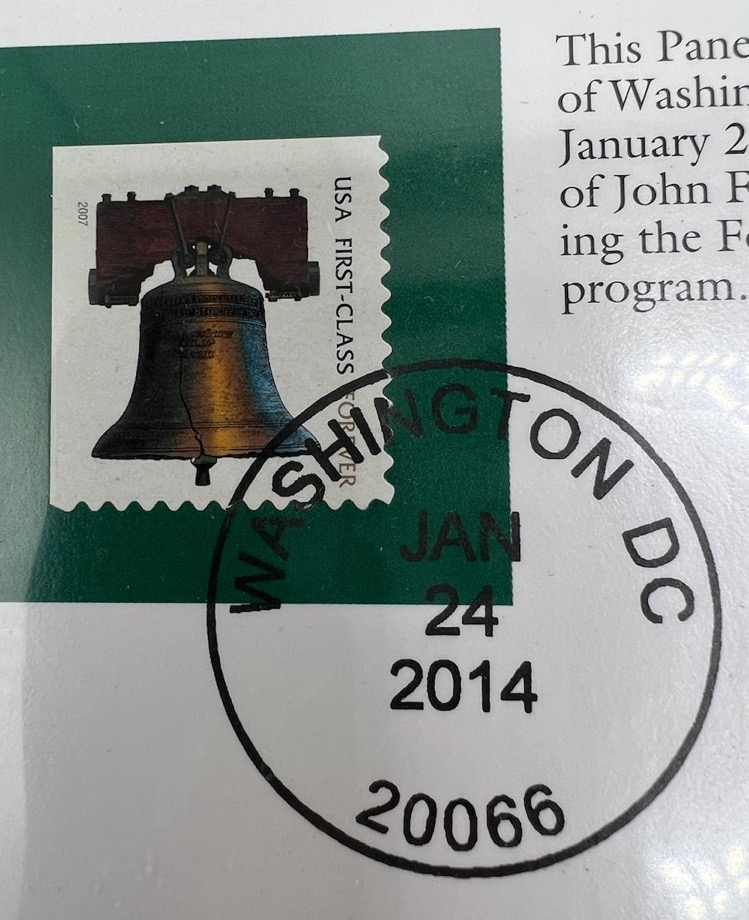 This Pane
of Washin
January 2
of John F
ing the Fo
program.
2007
USA FIRST-CLASS FOREVER
WASHINGTON DC
JAN
24
2014
20066